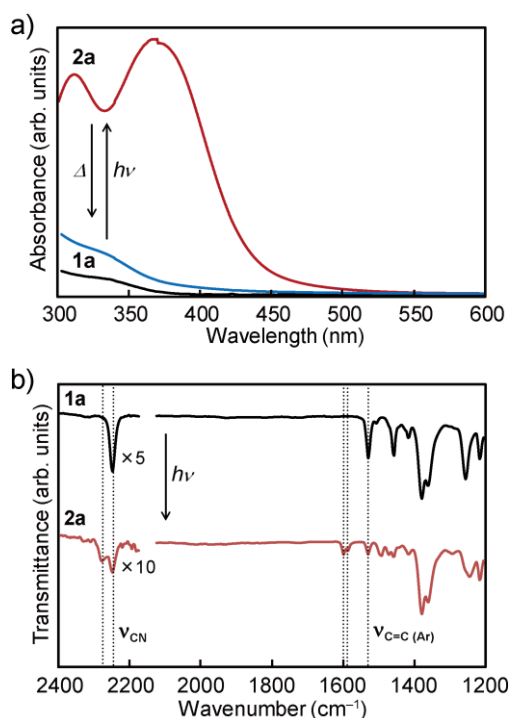 a)
Absorbance (arb. units)
2a
Δ
hν
1a
300 350 400 450 500 550 600
Wavelength (nm)
b)
Transmittance (arb. units)
1a
×5
hν
2a
×10
νCN
νC=C (Ar)
2400 2200 2000 1800 1600 1400 1200
Wavenumber (cm⁻¹)